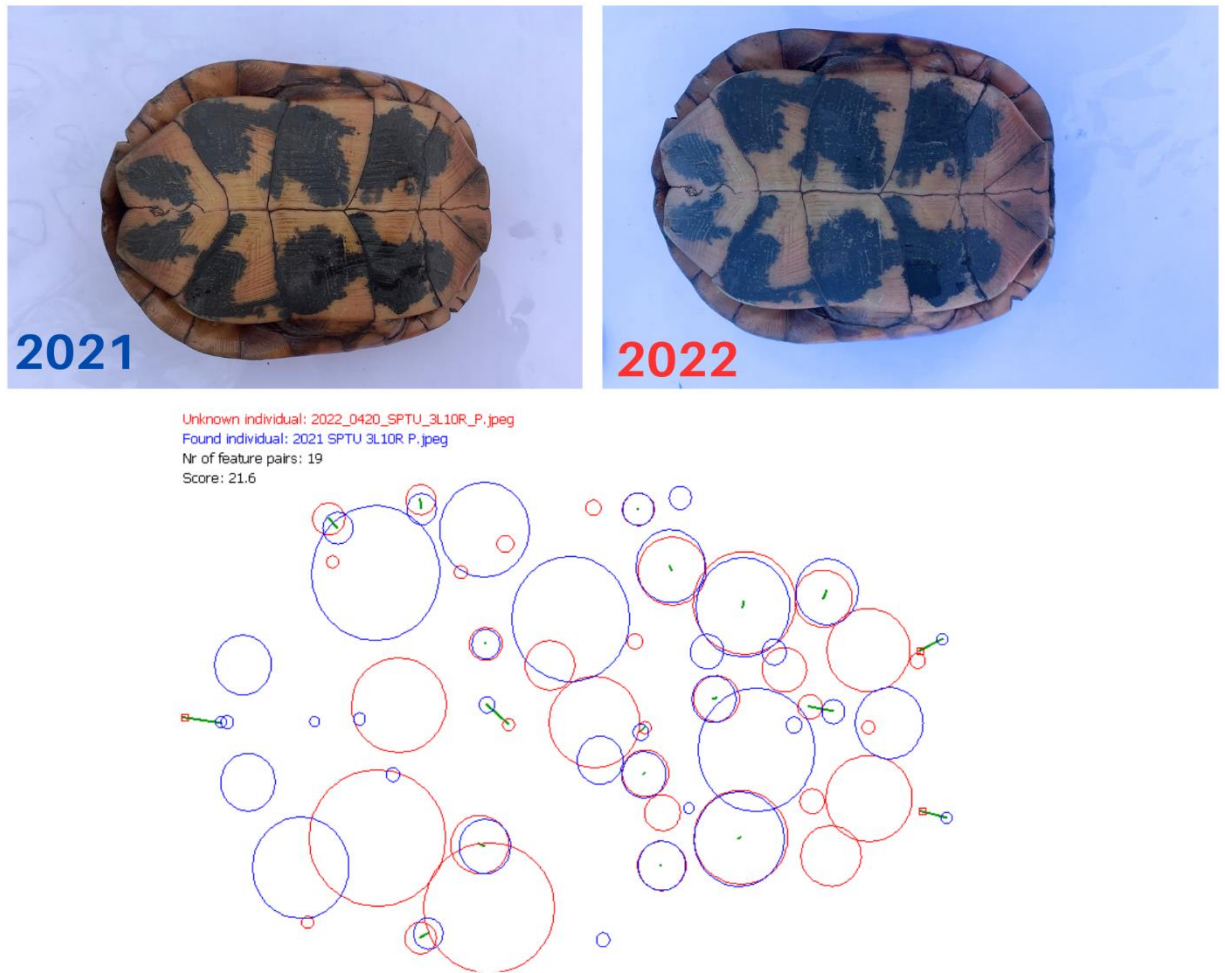 2021
2022
Unknown individual: 2022_0420_SPTU_3L10R_P.jpeg
Found individual: 2021 SPTU 3L10R P.jpeg
Nr of feature pairs: 19
Score: 21.6